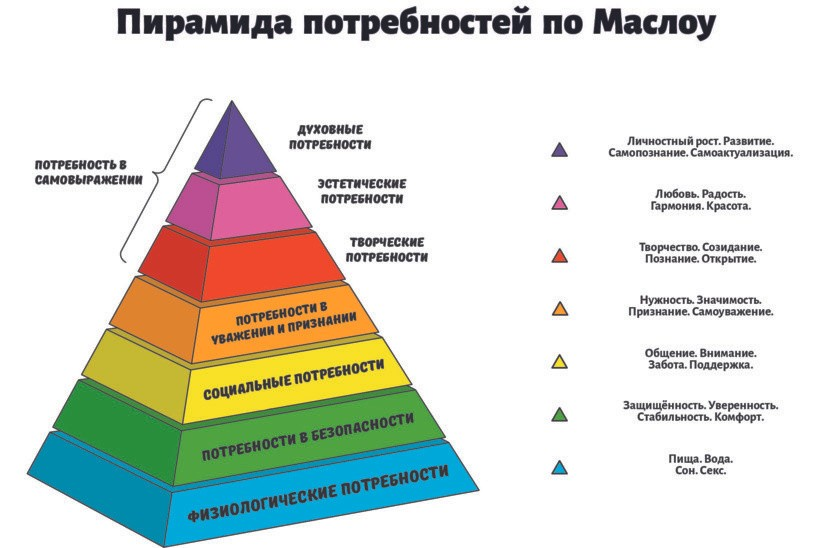 Пирамида потребностей по Маслоу
ПОТРЕБНОСТЬ В
САМОВЫРАЖЕНИИ
ДУХОВНЫЕ
ПОТРЕБНОСТИ
ЭСТЕТИЧЕСКИЕ
ПОТРЕБНОСТИ
ТВОРЧЕСКИЕ
ПОТРЕБНОСТИ
ПОТРЕБНОСТИ В
УВАЖЕНИИ И ПРИЗНАНИИ
СОЦИАЛЬНЫЕ ПОТРЕБНОСТИ
ПОТРЕБНОСТИ В БЕЗОПАСНОСТИ
ФИЗИОЛОГИЧЕСКИЕ ПОТРЕБНОСТИ
Личностный рост. Развитие.
Самопознание. Самоактуализация.
Любовь. Радость.
Гармония. Красота.
Творчество. Созидание.
Познание. Открытие.
Нужность. Значимость.
Признание. Самоуважение.
Общение. Внимание.
Забота. Поддержка.
Защищённость. Уверенность.
Стабильность. Комфорт.
Пища. Вода.
Сон. Секс.